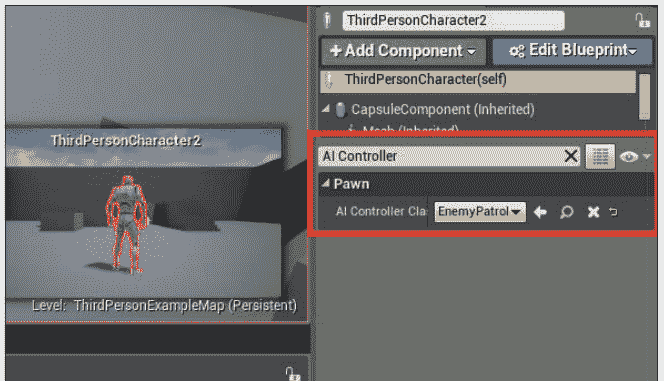 ThirdPersonCharacter2
Level: ThirdPersonExampleMap (Persistent)
ThirdPersonCharacter2
+ Add Component
Edit Blueprint
ThirdPersonCharacter(self)
CapsuleComponent (Inherited)
Mesh (Inherited)
AI Controller
Pawn
AI Controller Cla
EnemyPatrol